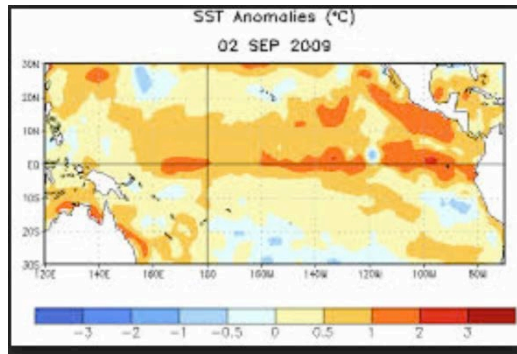 SST Anomalies (°C)
02 SEP 2009
30N
20N
10N
EQ
10S
20S
30S
120E 140E 160E 180 160W 140W 120W 100W 80W
-3 -2 -1 -0.5 0 0.5 1 2 3